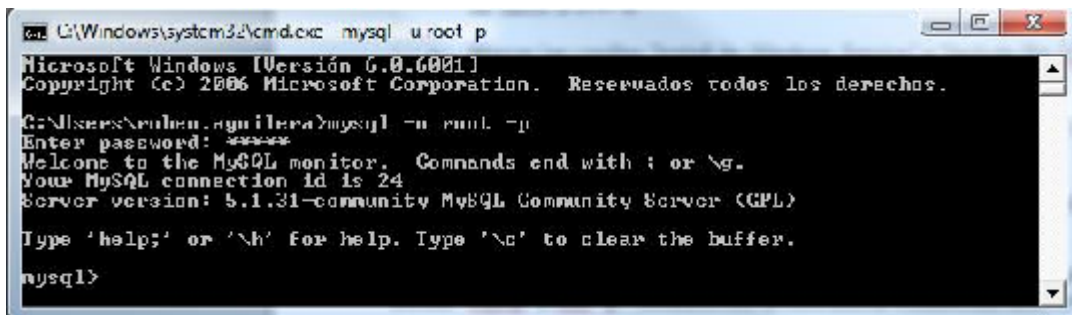 C:\Windows\system32\cmd.exe mysql -u root -p
Microsoft Windows [Versión 6.0.6001]
Copyright (c) 2006 Microsoft Corporation. Reservados todos los derechos.
C:\Users\ruben.aguilera>mysql -u root -p
Enter password: *****
Welcome to the MySQL monitor. Commands end with ; or \g.
Your MySQL connection id is 24
Server version: 5.1.31-community MySQL Community Server (GPL)
Type 'help;' or '\h' for help. Type '\c' to clear the buffer.
mysql>